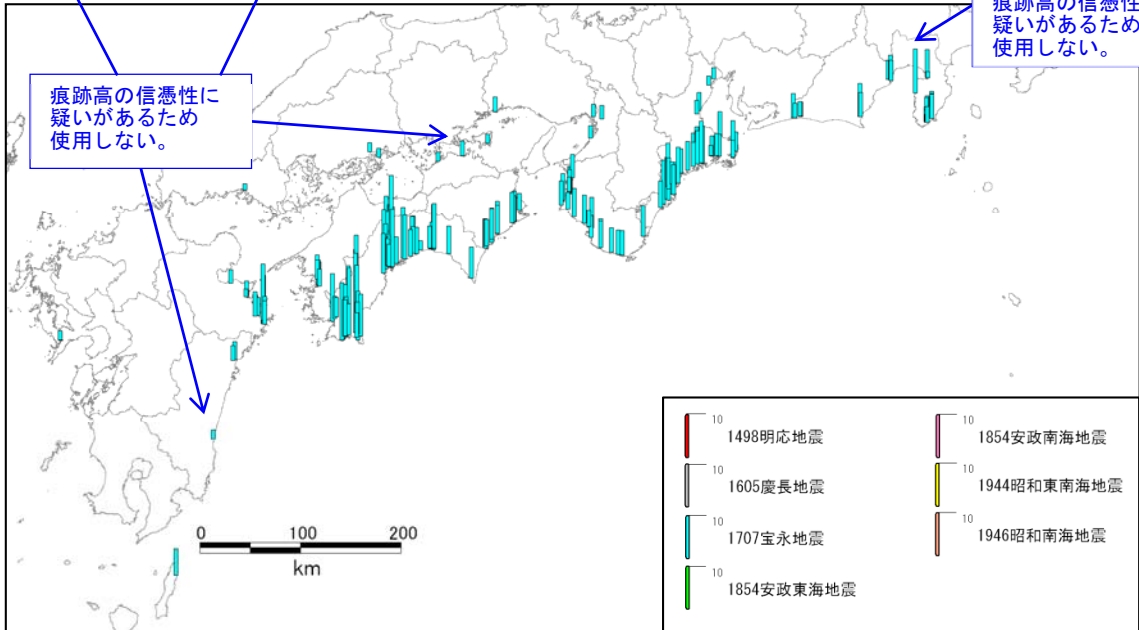 痕跡高の信憑性
疑いがあるため
使用しない。
痕跡高の信憑性に
疑いがあるため
使用しない。
0 100 200
km
10
1498明応地震
10
1605慶長地震
10
1707宝永地震
10
1854安政東海地震
10
1854安政南海地震
10
1944昭和東南海地震
10
1946昭和南海地震